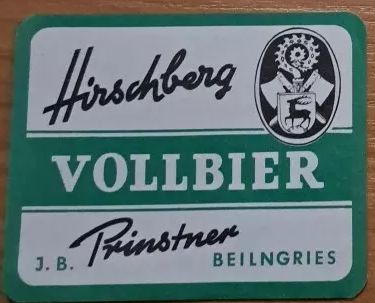 Hirschberg
VOLLBIER
J. B. Prinstner BEILNGRIES